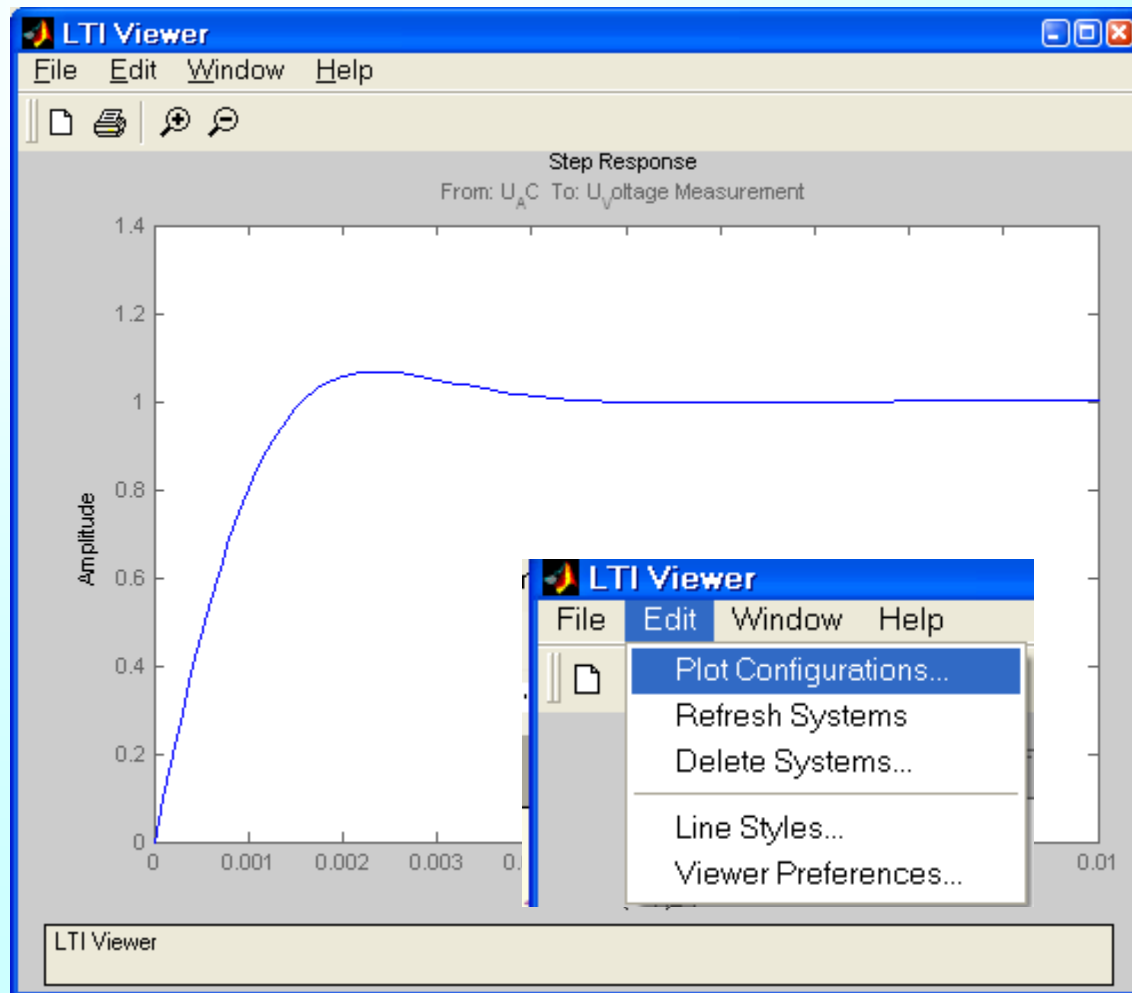 LTI Viewer
File Edit Window Help
Step Response
From: U_AC To: U_Voltage Measurement
1.4
1.2
1
0.8
0.6
0.4
0.2
0
Amplitude
0 0.001 0.002 0.003 0. 0.01
LTI Viewer
File Edit Window Help
Plot Configurations...
Refresh Systems
Delete Systems...
Line Styles...
Viewer Preferences...
LTI Viewer